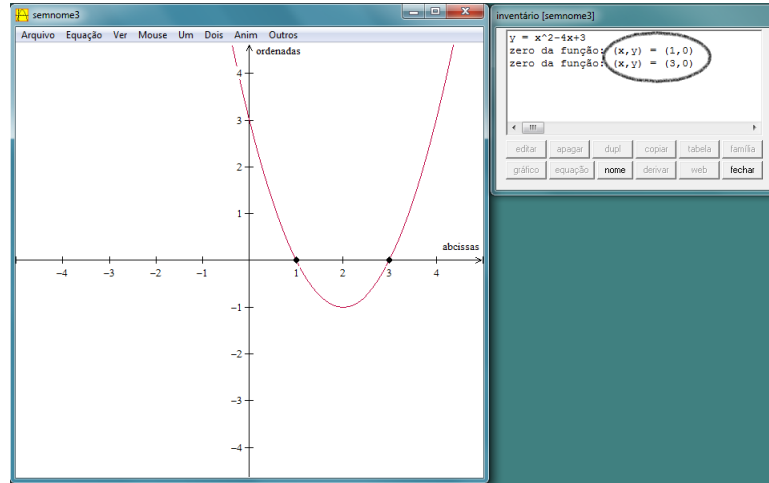 semnome3
Arquivo Equação Ver Mouse Um Dois Anim Outros
ordenadas
4
3
2
1
abcissas
-4 -3 -2 -1 1 2 3 4
-1
-2
-3
-4
inventário [semnome3]
y = x^2-4x+3
zero da função: (x,y) = (1,0)
zero da função: (x,y) = (3,0)
editar apagar dupl copiar tabela família
gráfico equação nome derivar web fechar